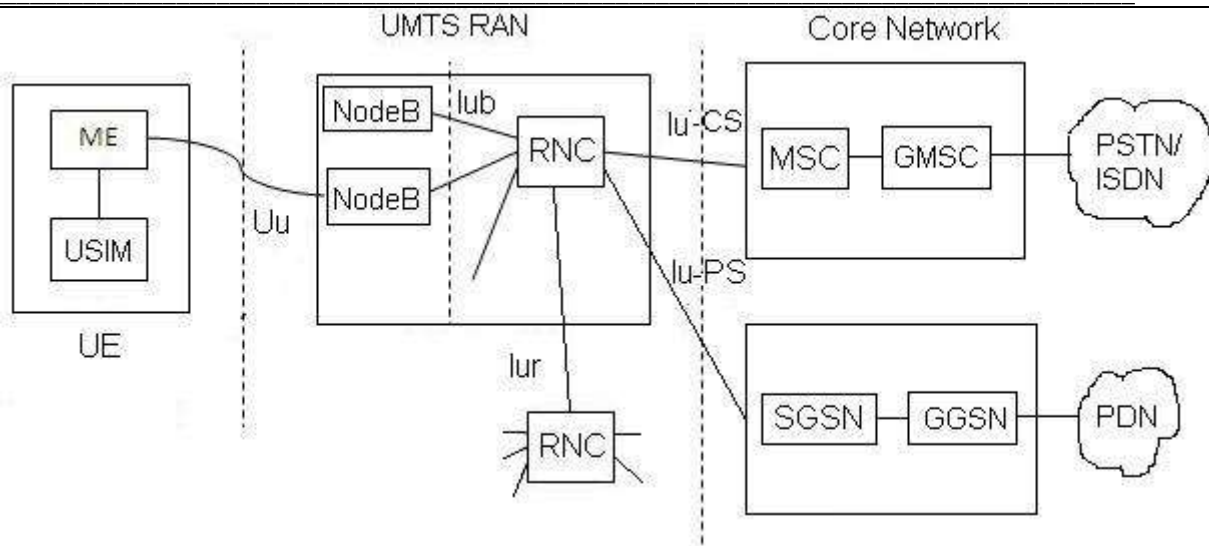 UMTS RAN
Core Network
ME
USIM
UE
Uu
NodeB
NodeB
Iub
RNC
Iur
RNC
Iu-CS
Iu-PS
MSC
GMSC
PSTN/
ISDN
SGSN
GGSN
PDN